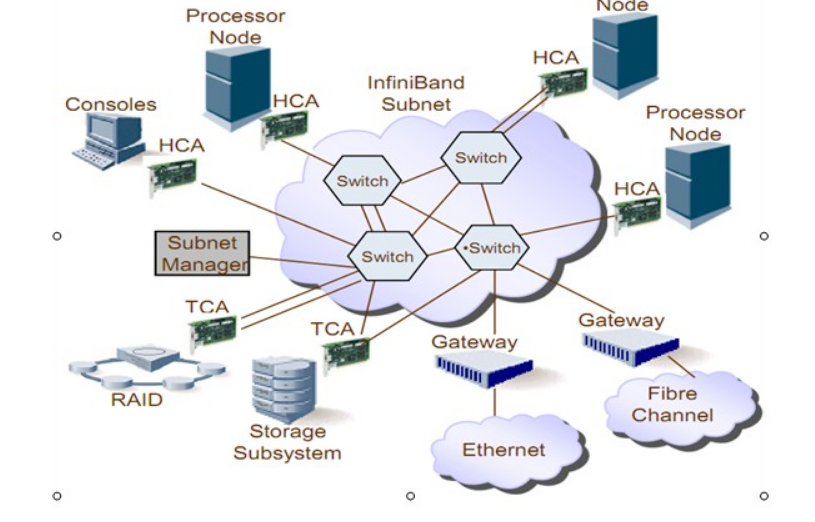 Processor
Node
Node
HCA
InfiniBand
Subnet
Consoles
HCA
Processor
Node
HCA
Switch
Switch
HCA
Subnet
Manager
Switch
•Switch
TCA
TCA
Gateway
Gateway
RAID
Fibre
Channel
Storage
Subsystem
Ethernet